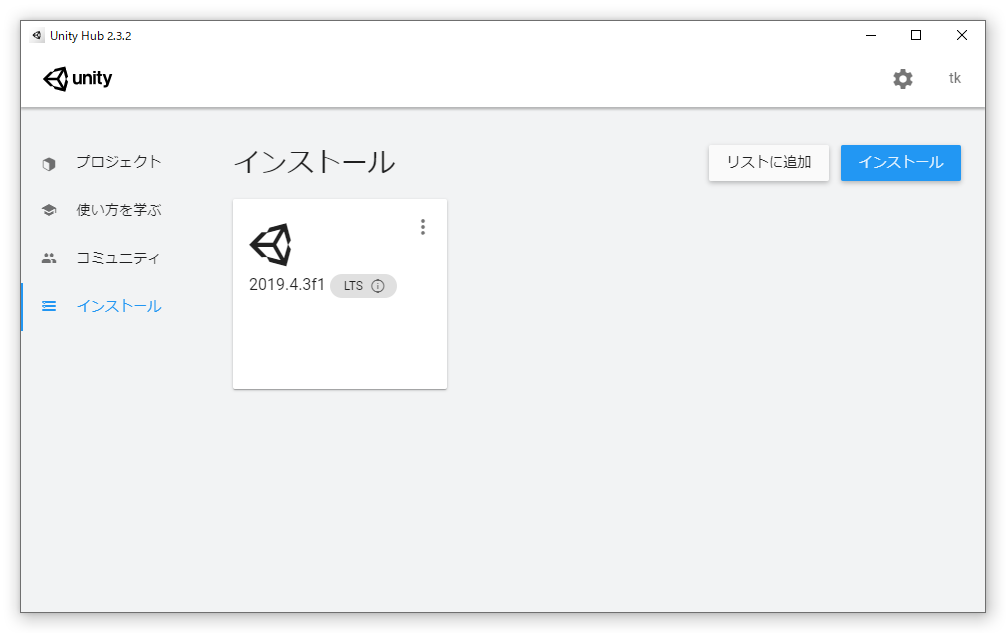 Unity Hub 2.3.2
unity
tk
プロジェクト
使い方を学ぶ
コミュニティ
インストール
インストール
リストに追加
インストール
2019.4.3f1
LTS